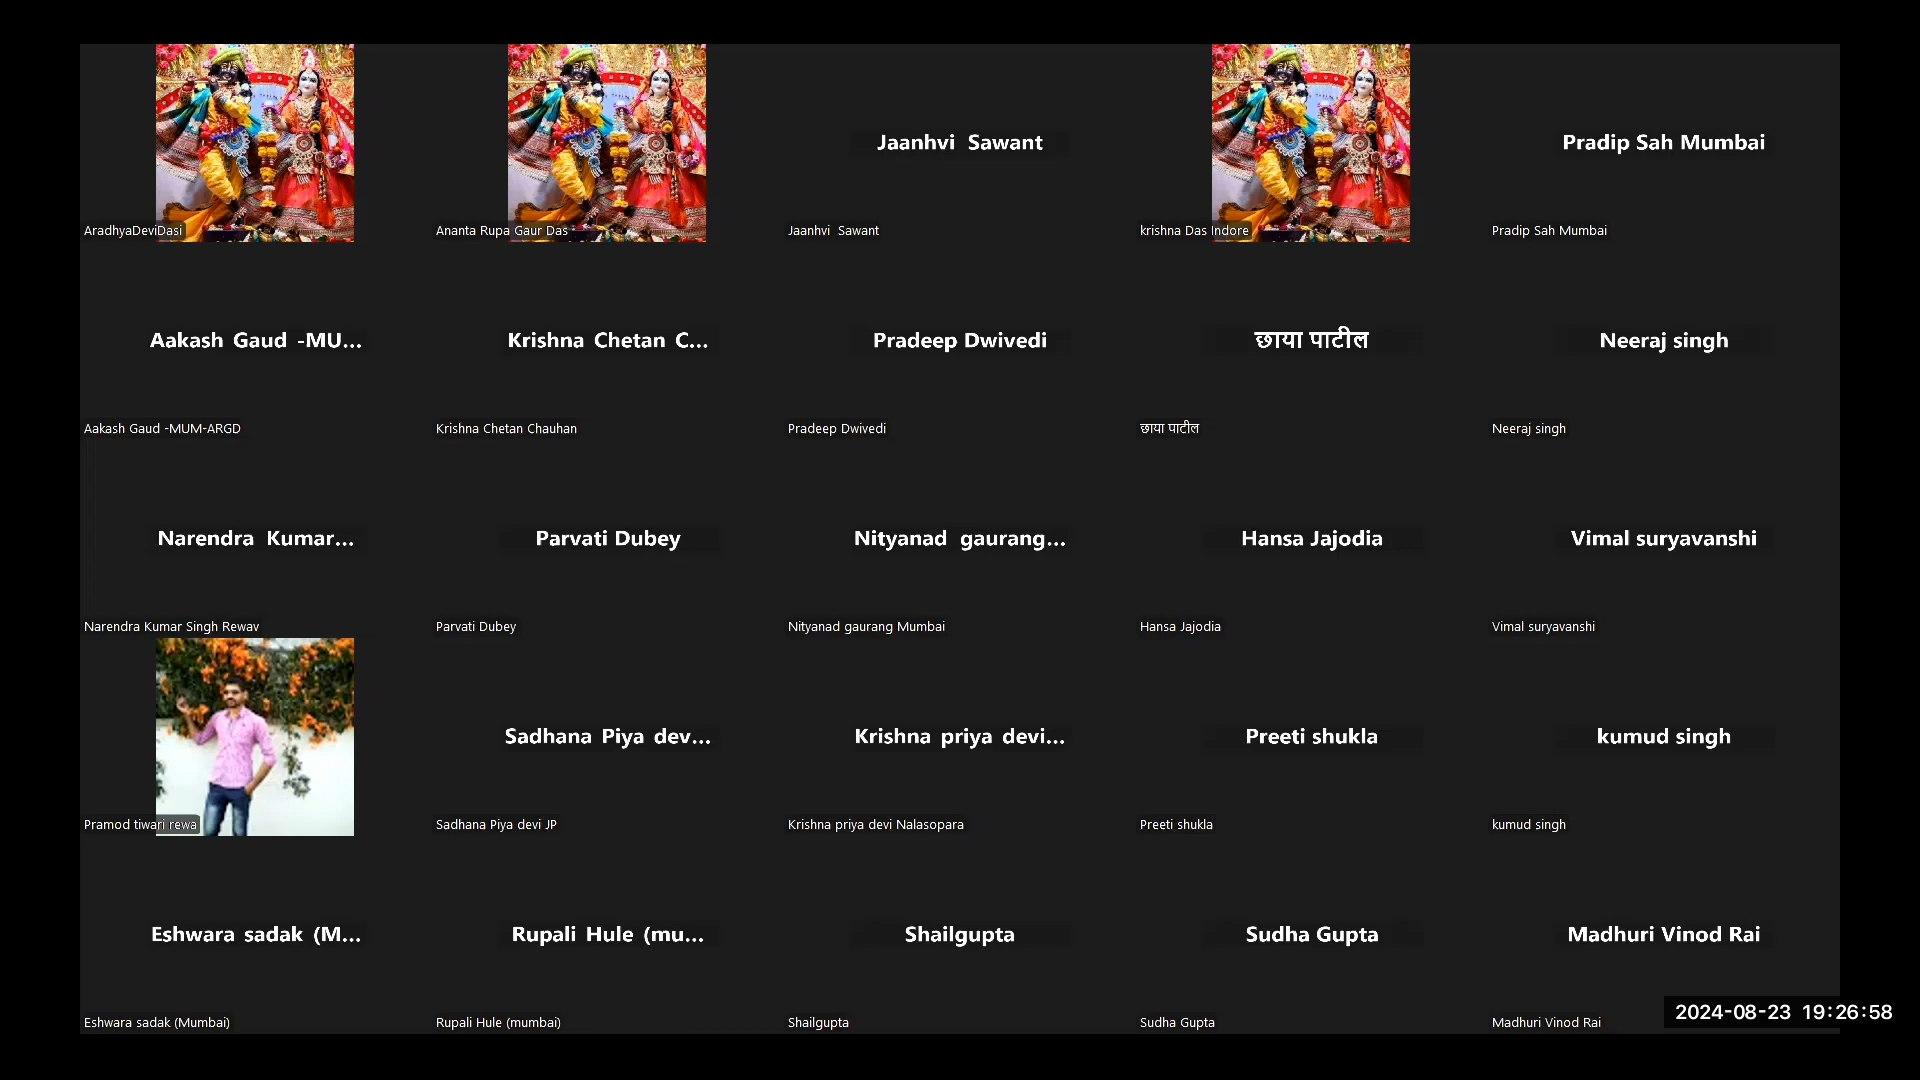 AradhyaDeviDasi
Ananta Rupa Gaur Das
Jaanhvi Sawant
Jaanhvi Sawant
krishna Das Indore
Pradip Sah Mumbai
Pradip Sah Mumbai
Aakash Gaud -MU...
Aakash Gaud -MUM-ARGD
Krishna Chetan C...
Krishna Chetan Chauhan
Pradeep Dwivedi
Pradeep Dwivedi
छाया पाटील
छाया पाटील
Neeraj singh
Neeraj singh
Narendra Kumar...
Narendra Kumar Singh Rewav
Parvati Dubey
Parvati Dubey
Nityanad gaurang...
Nityanad gaurang Mumbai
Hansa Jajodia
Hansa Jajodia
Vimal suryavanshi
Vimal suryavanshi
Pramod tiwari rewa
Sadhana Piya dev...
Sadhana Piya devi JP
Krishna priya devi...
Krishna priya devi Nalasopara
Preeti shukla
Preeti shukla
kumud singh
kumud singh
Eshwara sadak (M...
Eshwara sadak (Mumbai)
Rupali Hule (mu...
Rupali Hule (mumbai)
Shailgupta
Shailgupta
Sudha Gupta
Sudha Gupta
Madhuri Vinod Rai
Madhuri Vinod Rai
2024-08-23 19:26:58